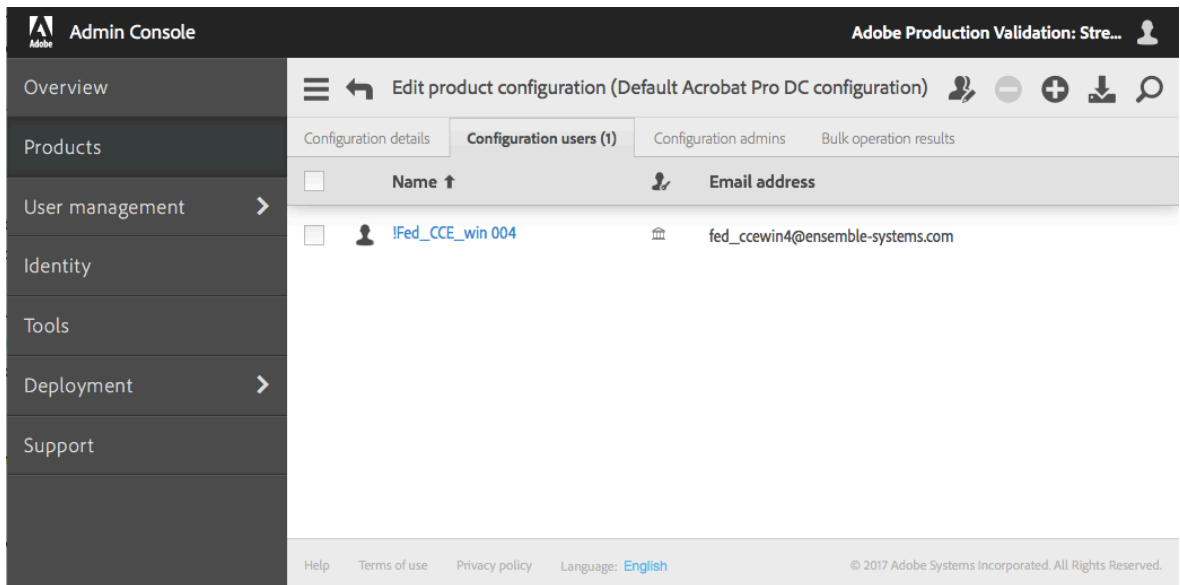 Adobe Admin Console Adobe Production Validation: Stre...
Overview
Products
User management
Identity
Tools
Deployment
Support
Edit product configuration (Default Acrobat Pro DC configuration)
Configuration details Configuration users (1) Configuration admins Bulk operation results
Name Email address
!Fed_CCE_win 004 fed_ccewin4@ensemble-systems.com
Help Terms of use Privacy policy Language: English © 2017 Adobe Systems Incorporated. All Rights Reserved.